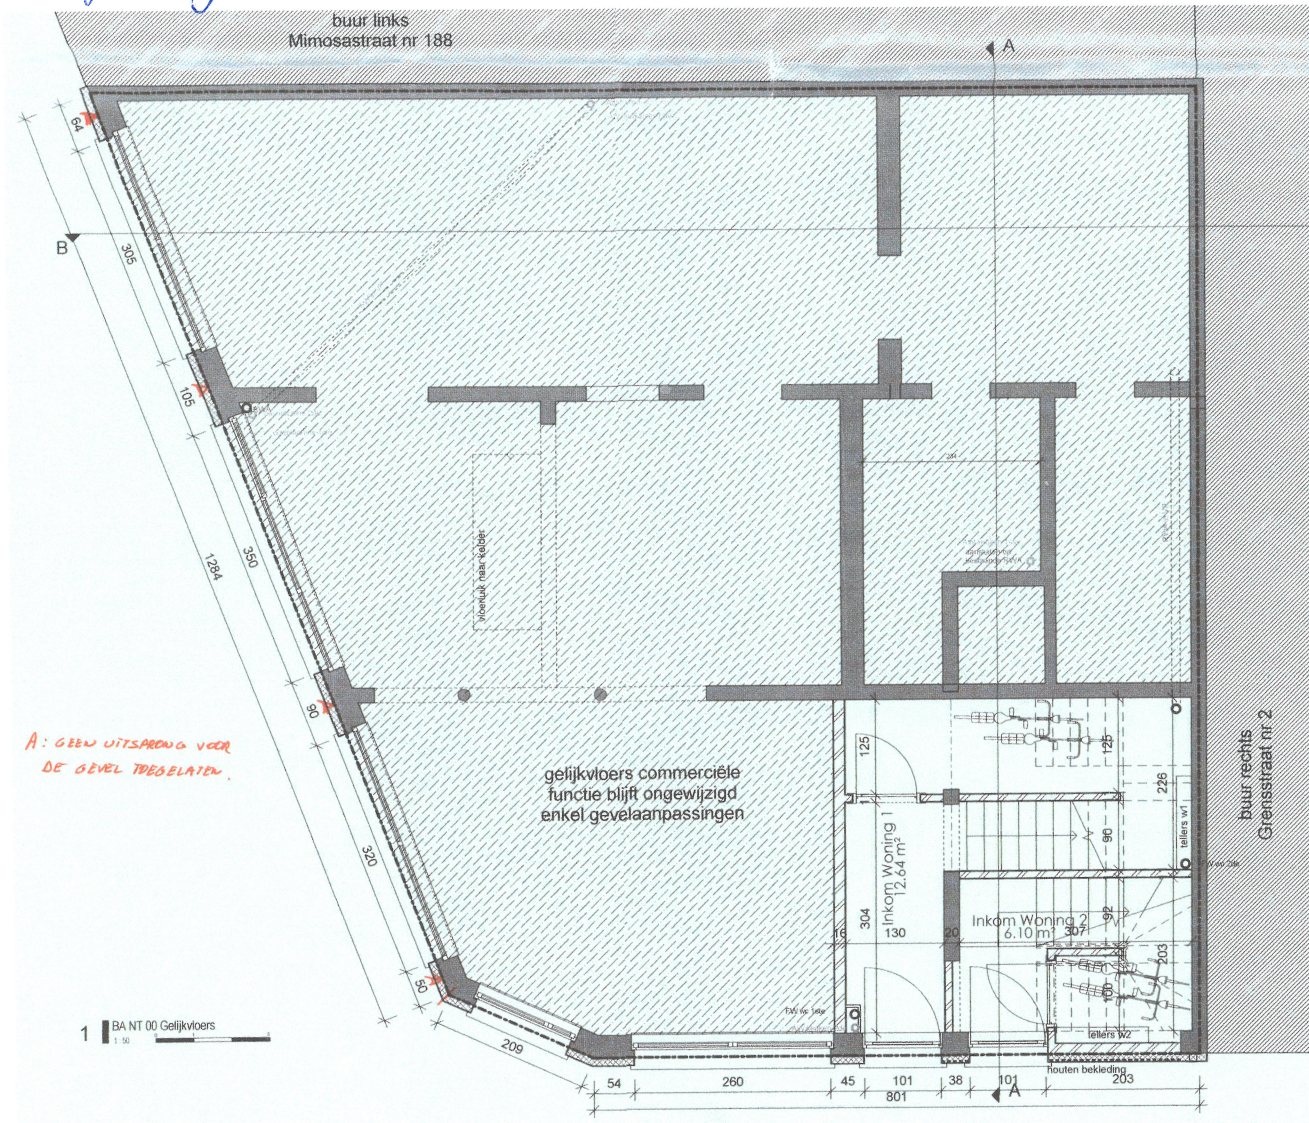 buur links
Mimosastraat nr 188
A
64
B
305
105
284
vloerluik naar kelder
350
1284
90
A: GEEN UITSPRONG VOOR
DE GEVEL TOEGELATEN.
gelijkvloers commerciële
functie blijft ongewijzigd
enkel gevelaanpassingen
125
125
226
buur rechts
Grensstraat nr 2
tellers w1
90
Inkom Woning 1
12.64 m²
320
304
92
Inkom Woning 2
6.10 m²
307
16
130
20
203
50
100
1
BA NT 00 Gelijkvloers
1 : 50
209
tellers w2
houten bekleding
54
260
45
101
38
101
203
801
A